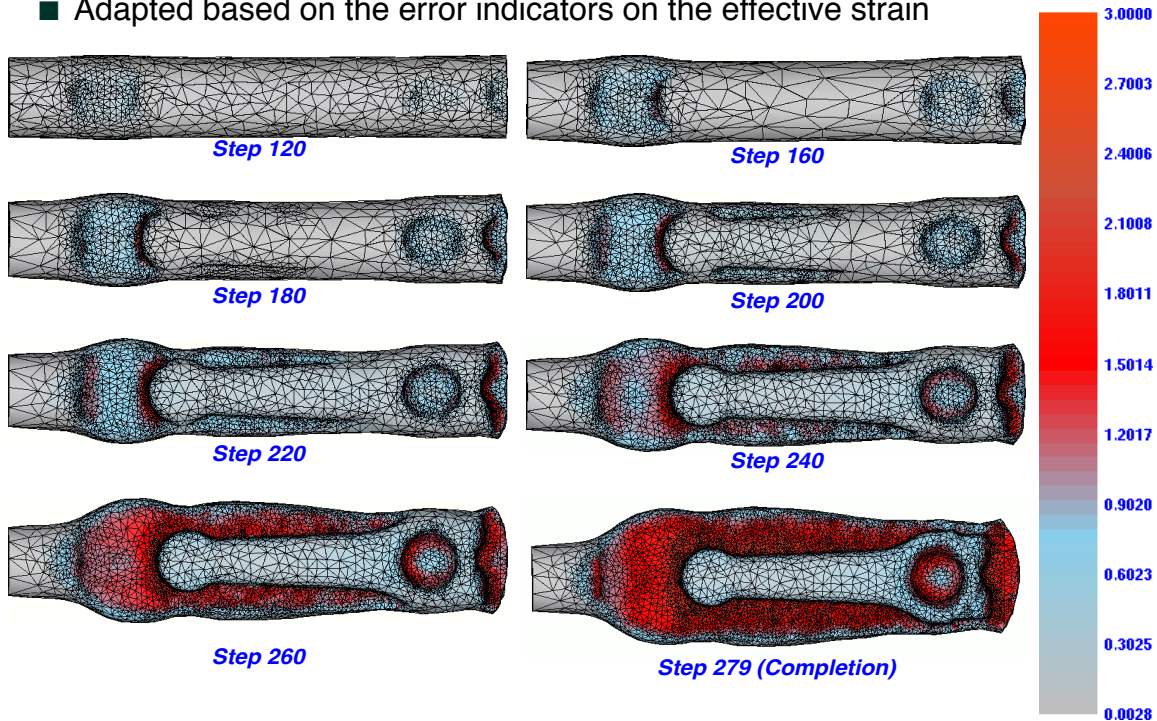 ■ Adapted based on the error indicators on the effective strain
Step 120
Step 160
Step 180
Step 200
Step 220
Step 240
Step 260
Step 279 (Completion)
3.0000
2.7003
2.4006
2.1008
1.8011
1.5014
1.2017
0.9020
0.6023
0.3025
0.0028